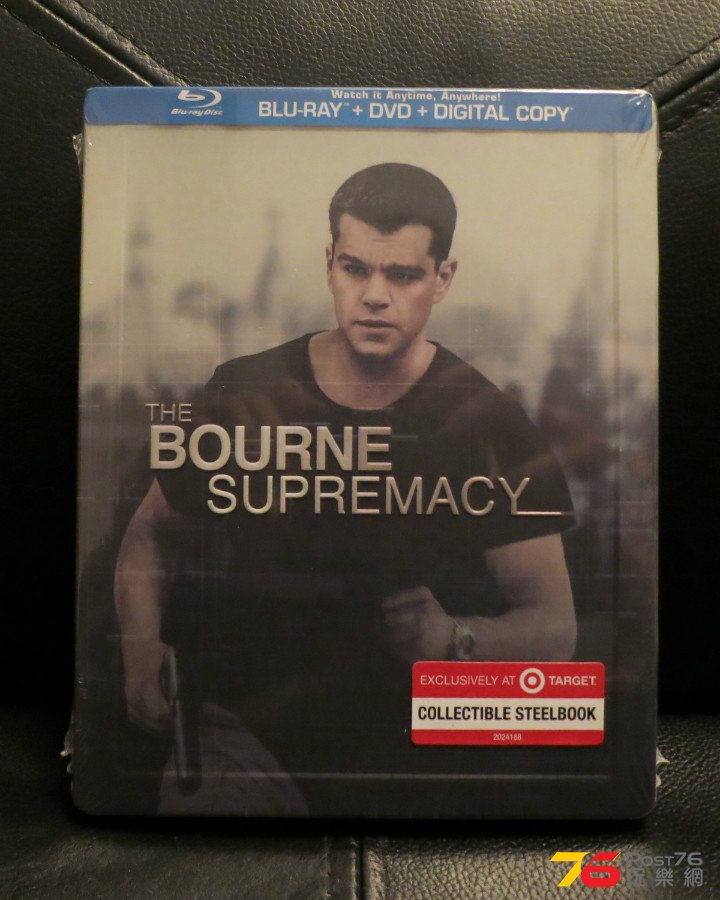 Watch it Anytime, Anywhere!
Blu-ray Disc
BLU-RAY™ + DVD + DIGITAL COPY
THE
BOURNE
SUPREMACY
EXCLUSIVELY AT TARGET
COLLECTIBLE STEELBOOK
2024168
76 Post76
玩樂網